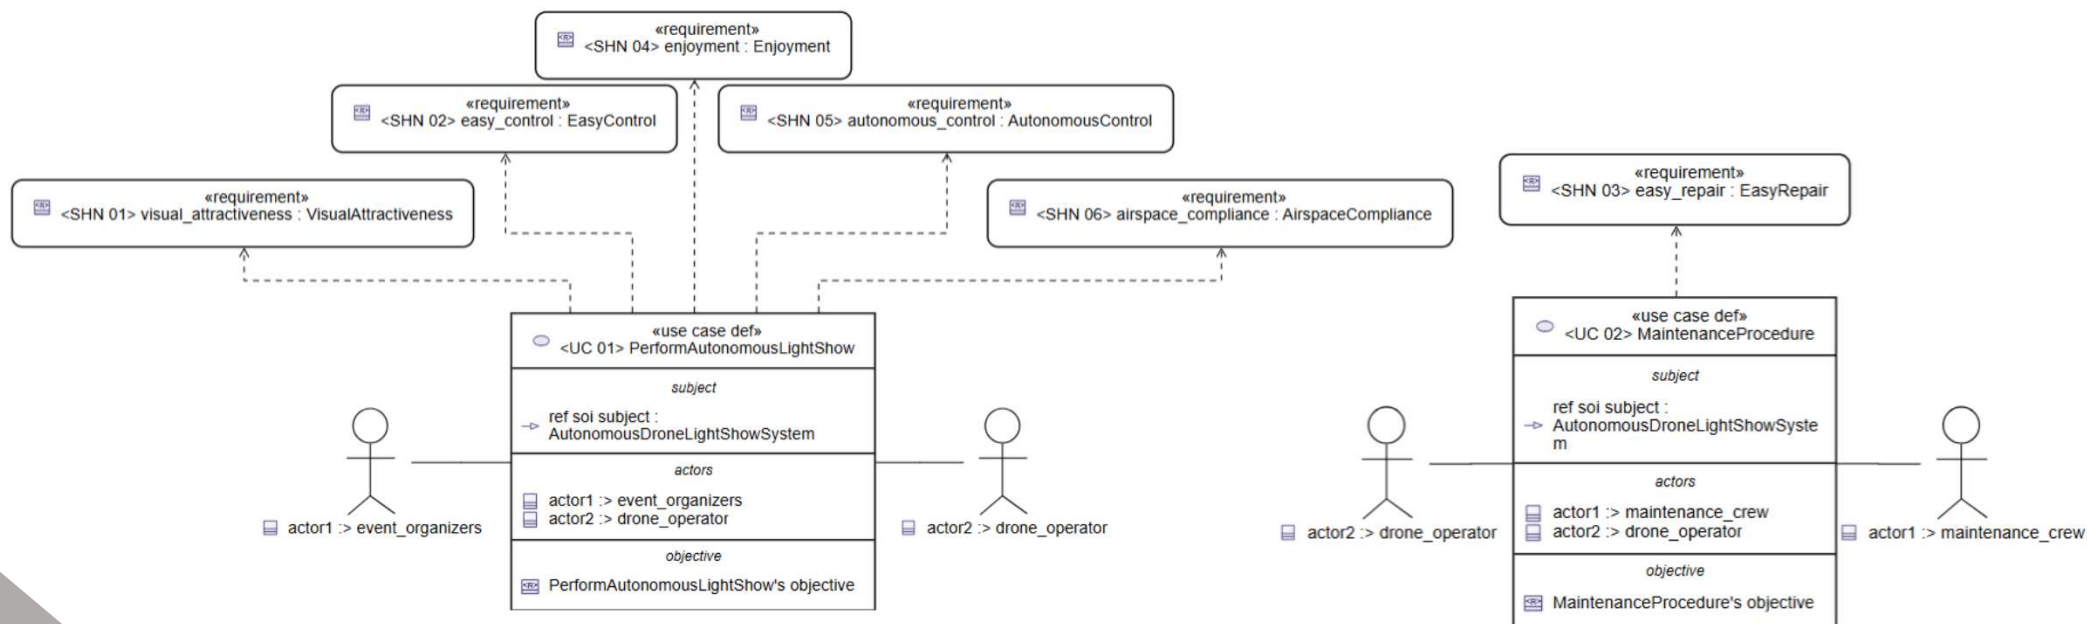 «requirement»
<SHN 04> enjoyment : Enjoyment
«requirement»
<SHN 02> easy_control : EasyControl
«requirement»
<SHN 05> autonomous_control : AutonomousControl
«requirement»
<SHN 01> visual_attractiveness : VisualAttractiveness
«requirement»
<SHN 06> airspace_compliance : AirspaceCompliance
«requirement»
<SHN 03> easy_repair : EasyRepair
«use case def»
<UC 01> PerformAutonomousLightShow
subject
ref soi subject :
AutonomousDroneLightShowSystem
actors
actor1 :> event_organizers
actor2 :> drone_operator
objective
PerformAutonomousLightShow's objective
actor1 :> event_organizers
actor2 :> drone_operator
«use case def»
<UC 02> MaintenanceProcedure
subject
ref soi subject :
AutonomousDroneLightShowSyste
m
actors
actor1 :> maintenance_crew
actor2 :> drone_operator
objective
MaintenanceProcedure's objective
actor2 :> drone_operator
actor1 :> maintenance_crew